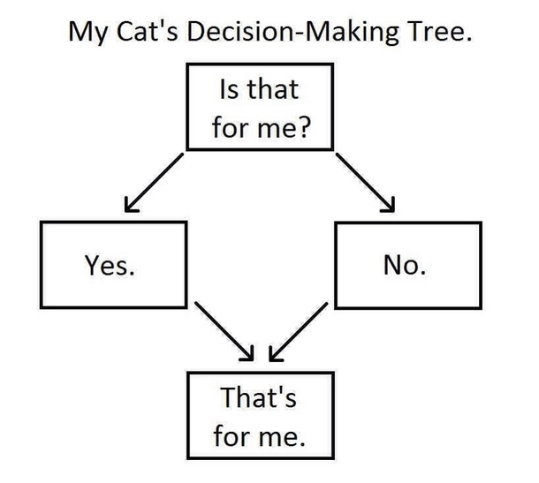 My Cat's Decision-Making Tree.
Is that
for me?
Yes.
No.
That's
for me.